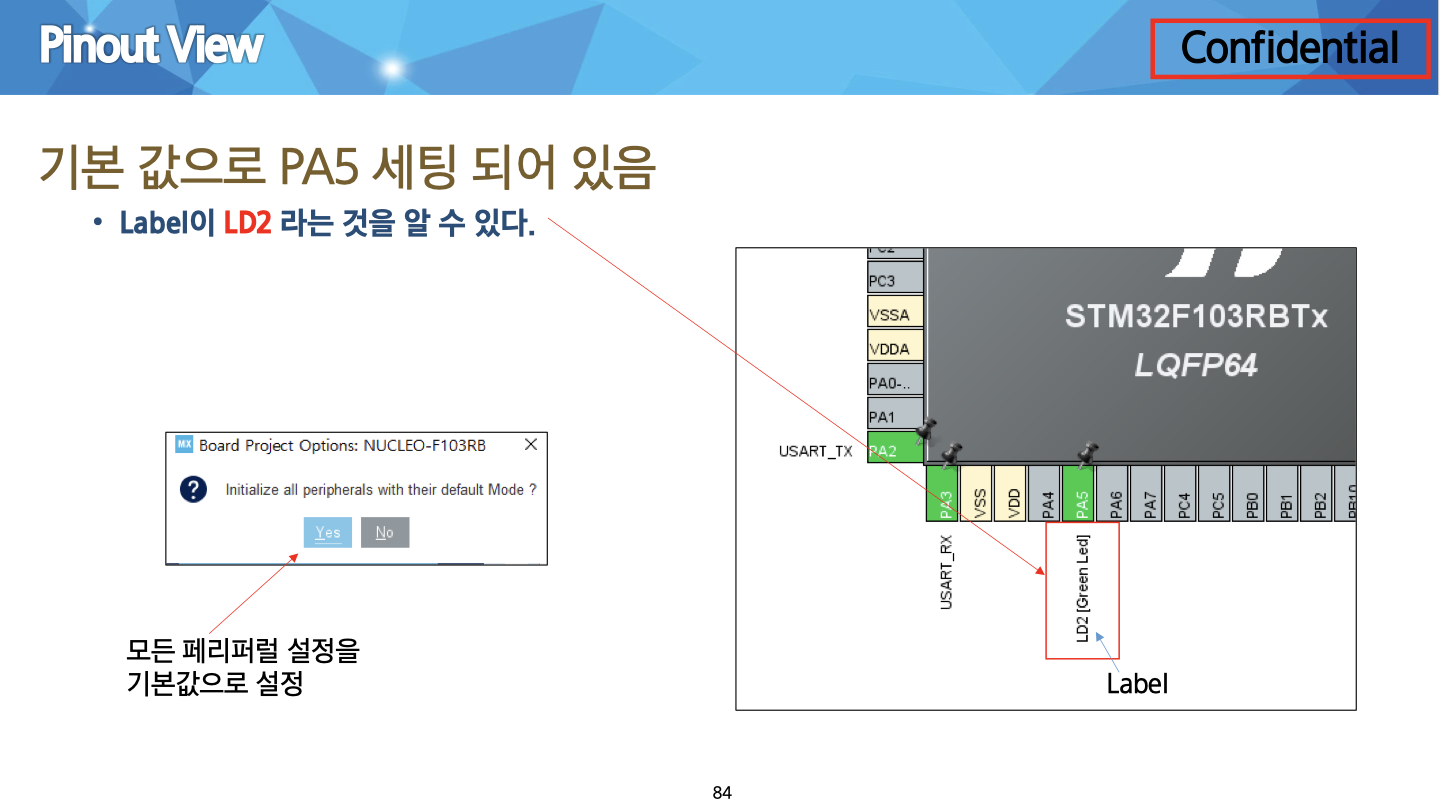 Pinout View
Confidential
기본 값으로 PA5 세팅 되어 있음
• Label이 LD2 라는 것을 알 수 있다.
MX Board Project Options: NUCLEO-F103RB
Initialize all peripherals with their default Mode ?
Yes No
모든 페리퍼럴 설정을
기본값으로 설정
PC3
VSSA
VDDA
PA0-..
PA1
USART_TX PA2
STM32F103RBTx
LQFP64
PA3 VSS VDD PA4 PA5 PA6 PA7 PC4 PC5 PB0 PB1 PB2 PB10
USART_RX
LD2 [Green Led]
Label
84